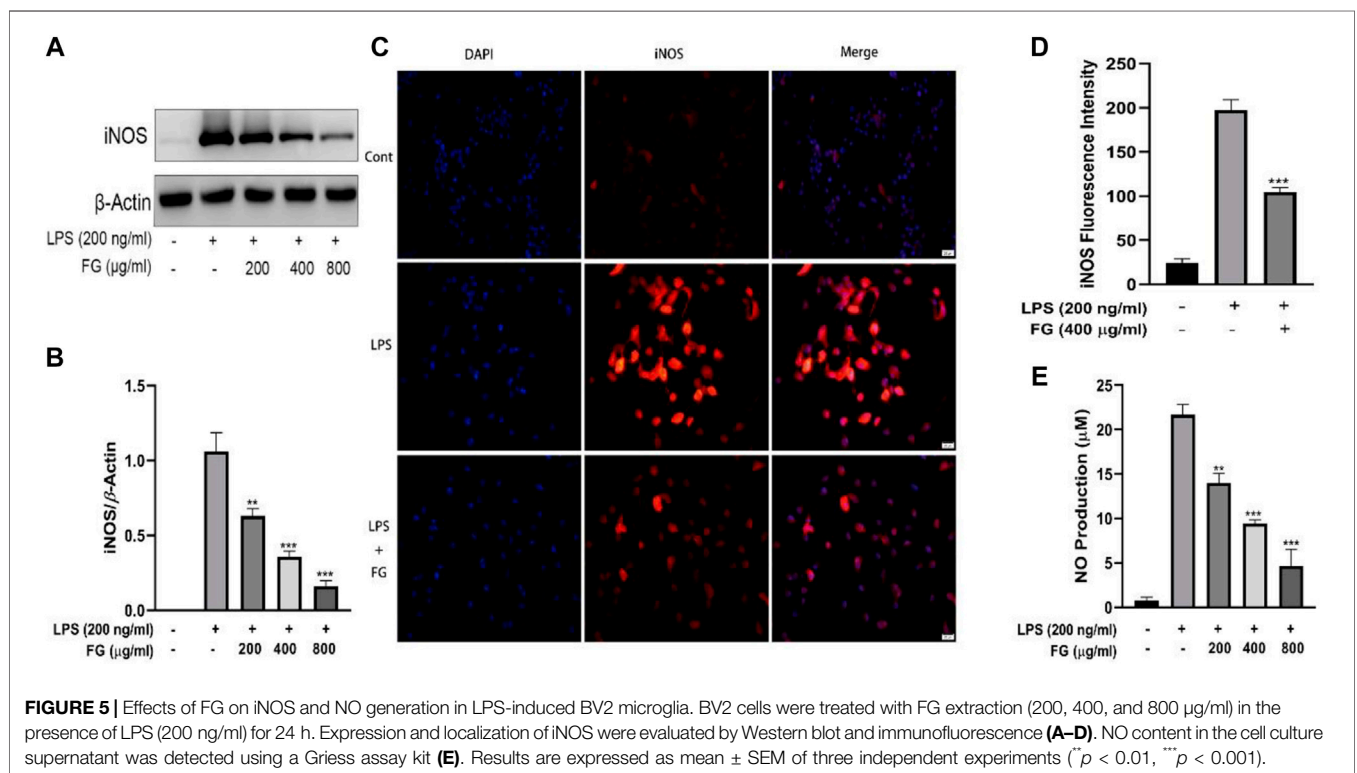 A
iNOS
β-Actin
LPS (200 ng/ml) - + + + +
FG (μg/ml) - - 200 400 800
B
1.5
1.0
0.5
0.0
iNOS/β-Actin
**
***
***
LPS (200 ng/ml) - + + + +
FG (μg/ml) - - 200 400 800
C
DAPI iNOS Merge
Cont
LPS
LPS
+
FG
D
250
200
150
100
50
0
iNOS Fluorescence Intensity
***
LPS (200 ng/ml) - + +
FG (400 μg/ml) - - +
E
25
20
15
10
5
0
NO Production (μM)
**
***
***
LPS (200 ng/ml) - + + + +
FG (μg/ml) - - 200 400 800
FIGURE 5 | Effects of FG on iNOS and NO generation in LPS-induced BV2 microglia. BV2 cells were treated with FG extraction (200, 400, and 800 μg/ml) in the
presence of LPS (200 ng/ml) for 24 h. Expression and localization of iNOS were evaluated by Western blot and immunofluorescence (A–D). NO content in the cell culture
supernatant was detected using a Griess assay kit (E). Results are expressed as mean ± SEM of three independent experiments (**p < 0.01, ***p < 0.001).